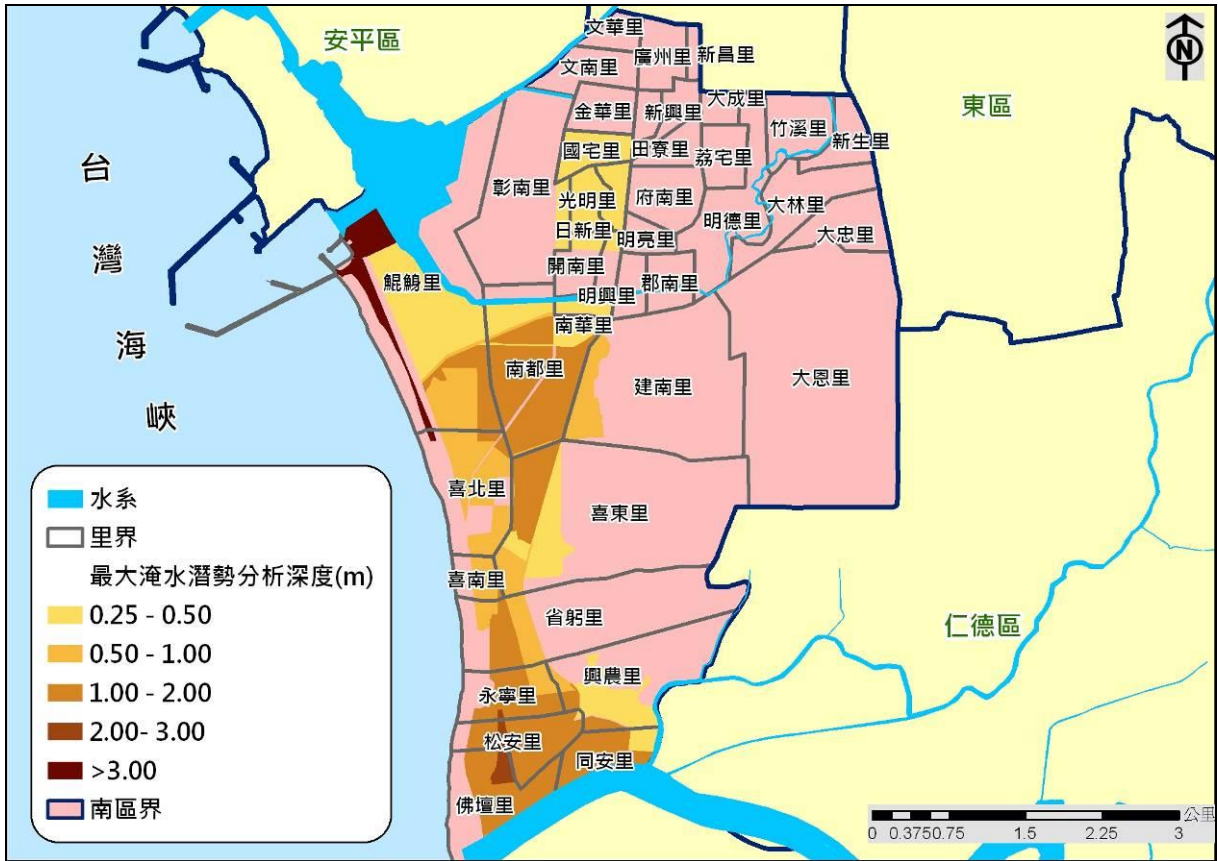 安平區
文華里
廣州里
新昌里
N
文南里
大成里
金華里
新興里
竹溪里
東區
國宅里
田寮里
荔宅里
新生里
台灣海峽
彰南里
光明里
府南里
大林里
日新里
明亮里
明德里
大忠里
鯤鯓里
開南里
郡南里
明興里
南華里
南都里
建南里
大恩里
喜北里
喜東里
喜南里
省躬里
仁德區
興農里
永寧里
松安里
同安里
佛壇里
水系
里界
最大淹水潛勢分析深度(m)
0.25 - 0.50
0.50 - 1.00
1.00 - 2.00
2.00- 3.00
>3.00
南區界
公里
0 0.375 0.75 1.5 2.25 3